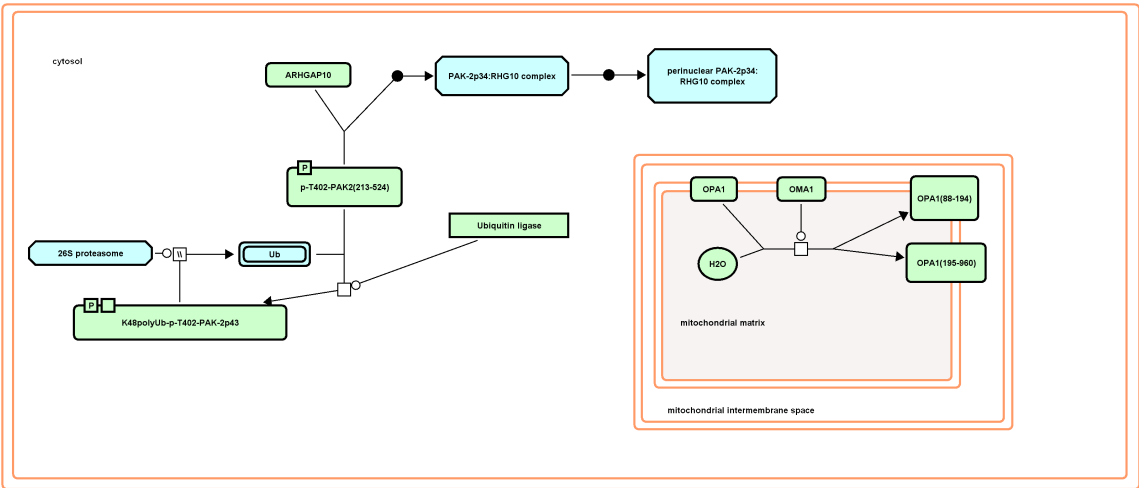 cytosol
ARHGAP10
PAK-2p34:RHG10 complex
perinuclear PAK-2p34:
RHG10 complex
P
p-T402-PAK2(213-524)
Ubiquitin ligase
26S proteasome
\\
Ub
P
K48polyUb-p-T402-PAK-2p43
OPA1
OMA1
OPA1(88-194)
H2O
OPA1(195-960)
mitochondrial matrix
mitochondrial intermembrane space